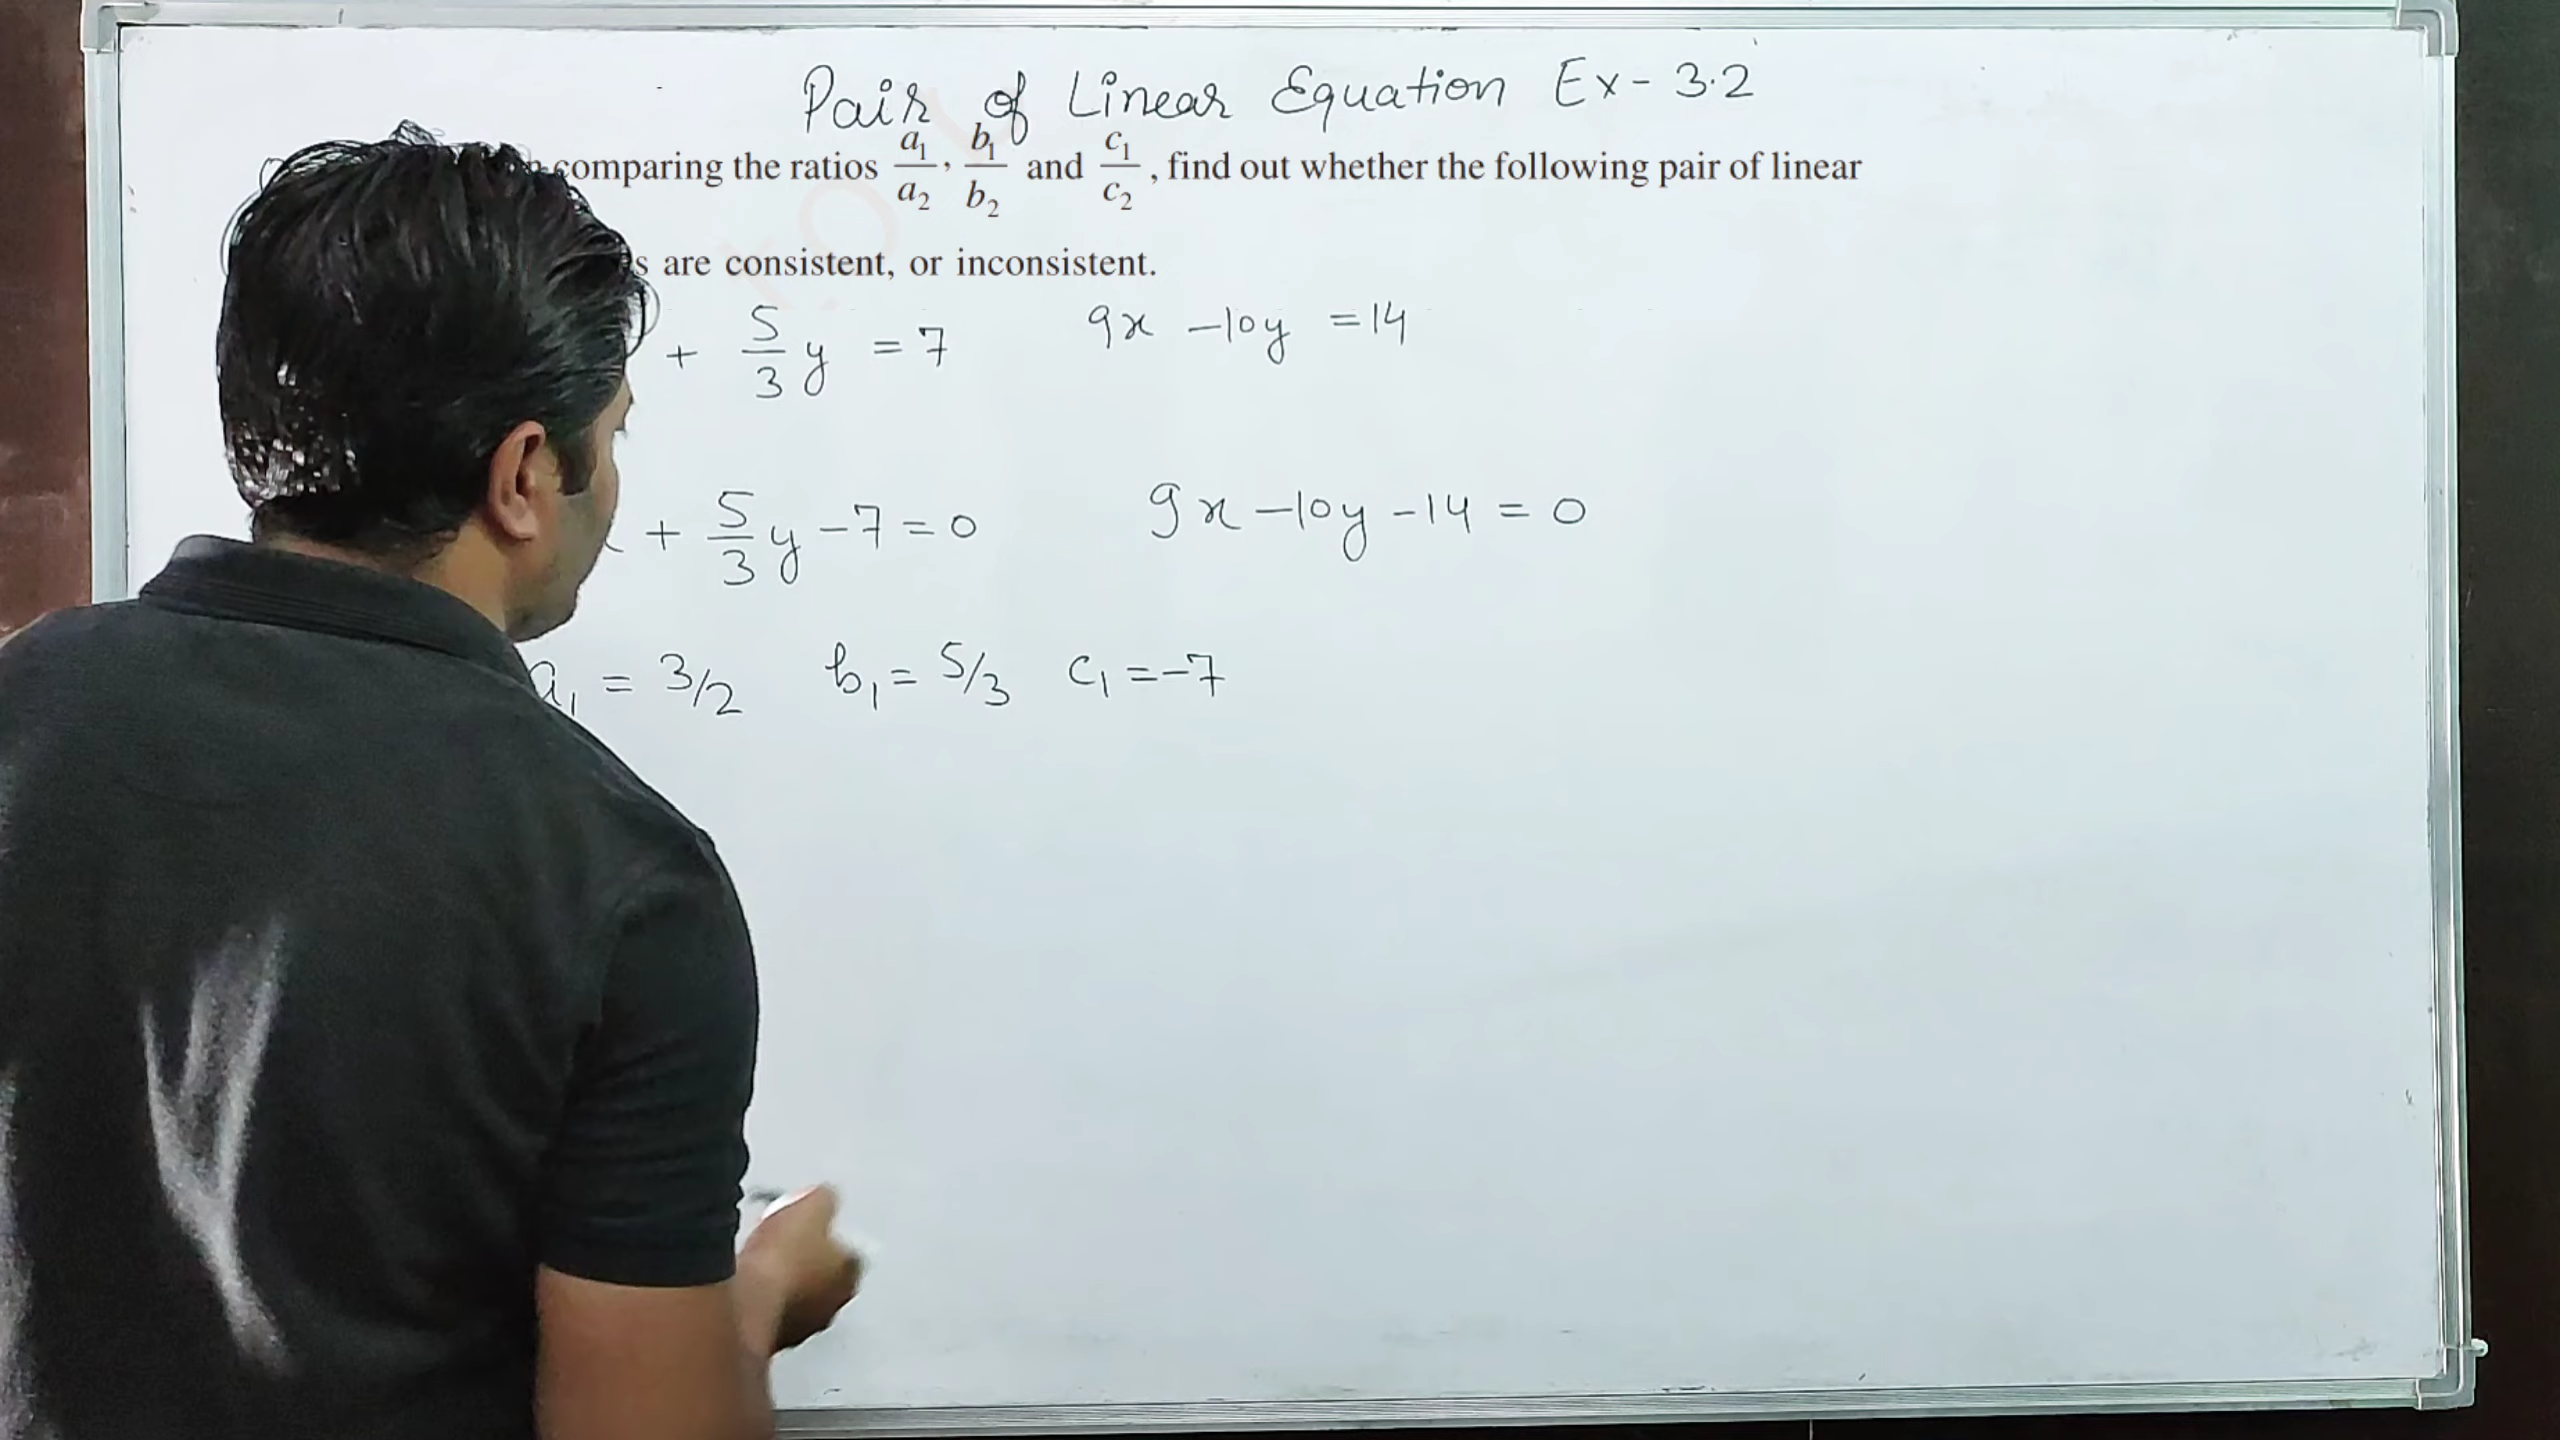 Pair of Linear Equation Ex - 3.2
comparing the ratios a₁/a₂, b₁/b₂ and c₁/c₂, find out whether the following pair of linear
s are consistent, or inconsistent.
+ 5/3 y = 7 9x - 10y = 14
+ 5/3 y - 7 = 0 9x - 10y - 14 = 0
a₁ = 3/2 b₁ = 5/3 c₁ = -7